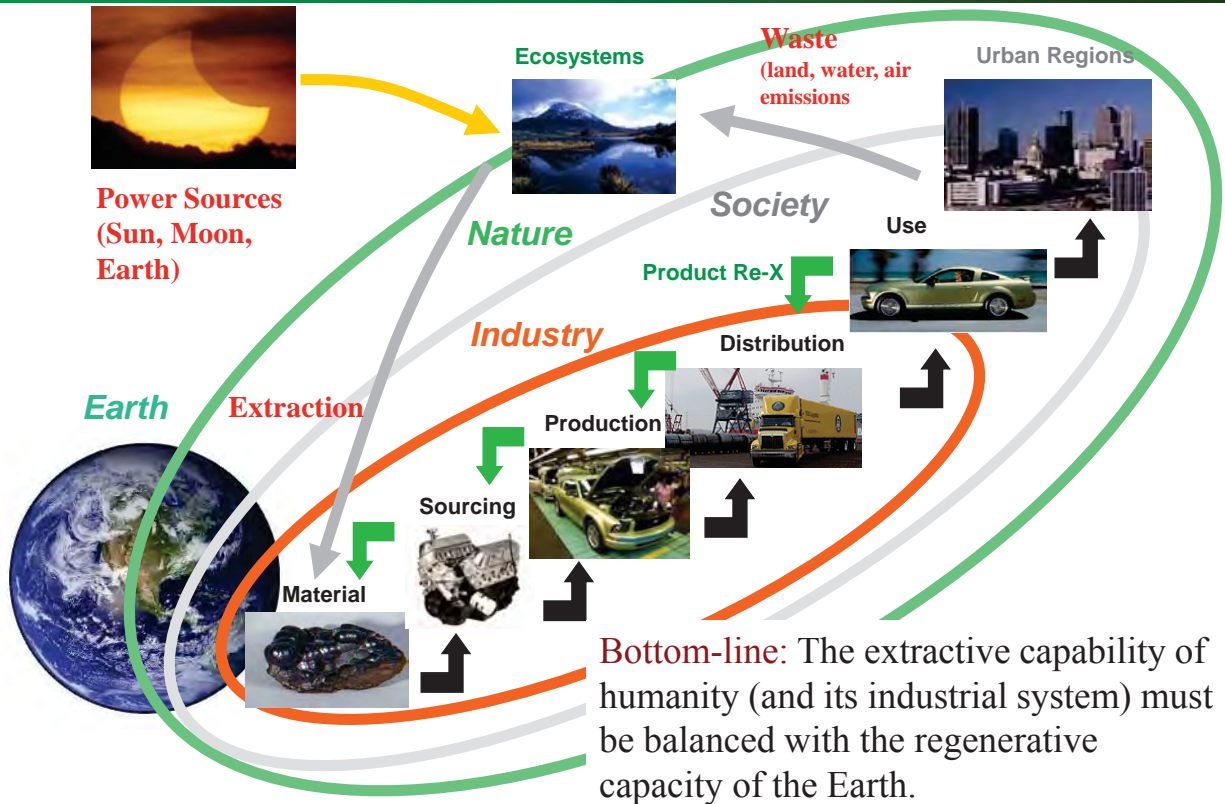 Ecosystems
Waste
(land, water, air
emissions
Urban Regions
Power Sources
(Sun, Moon,
Earth)
Society
Nature
Use
Product Re-X
Industry
Distribution
Earth
Extraction
Production
Sourcing
Material
Bottom-line: The extractive capability of
humanity (and its industrial system) must
be balanced with the regenerative
capacity of the Earth.